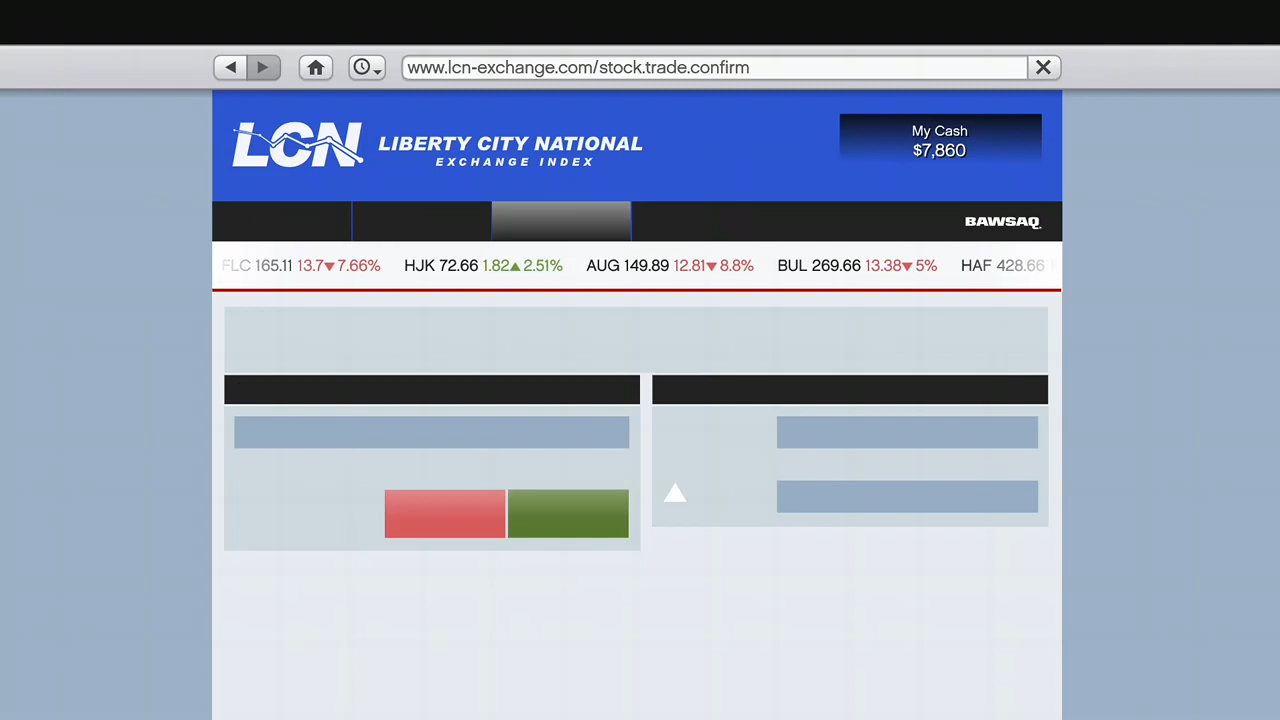 www.lcn-exchange.com/stock.trade.confirm
LCN LIBERTY CITY NATIONAL
EXCHANGE INDEX
My Cash
$7,860
BAWSAQ
FLC 165.11 13.7▼7.66% HJK 72.66 1.82▲2.51% AUG 149.89 12.81▼8.8% BUL 269.66 13.38▼5% HAF 428.66